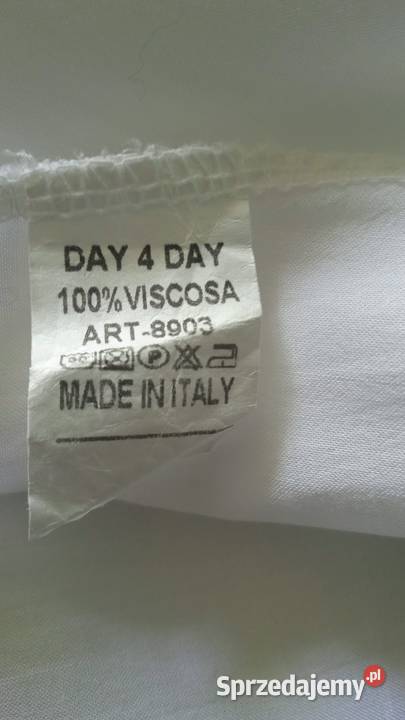 DAY 4 DAY
100% VISCOSA
ART-8903
MADE IN ITALY
Sprzedajemy.pl